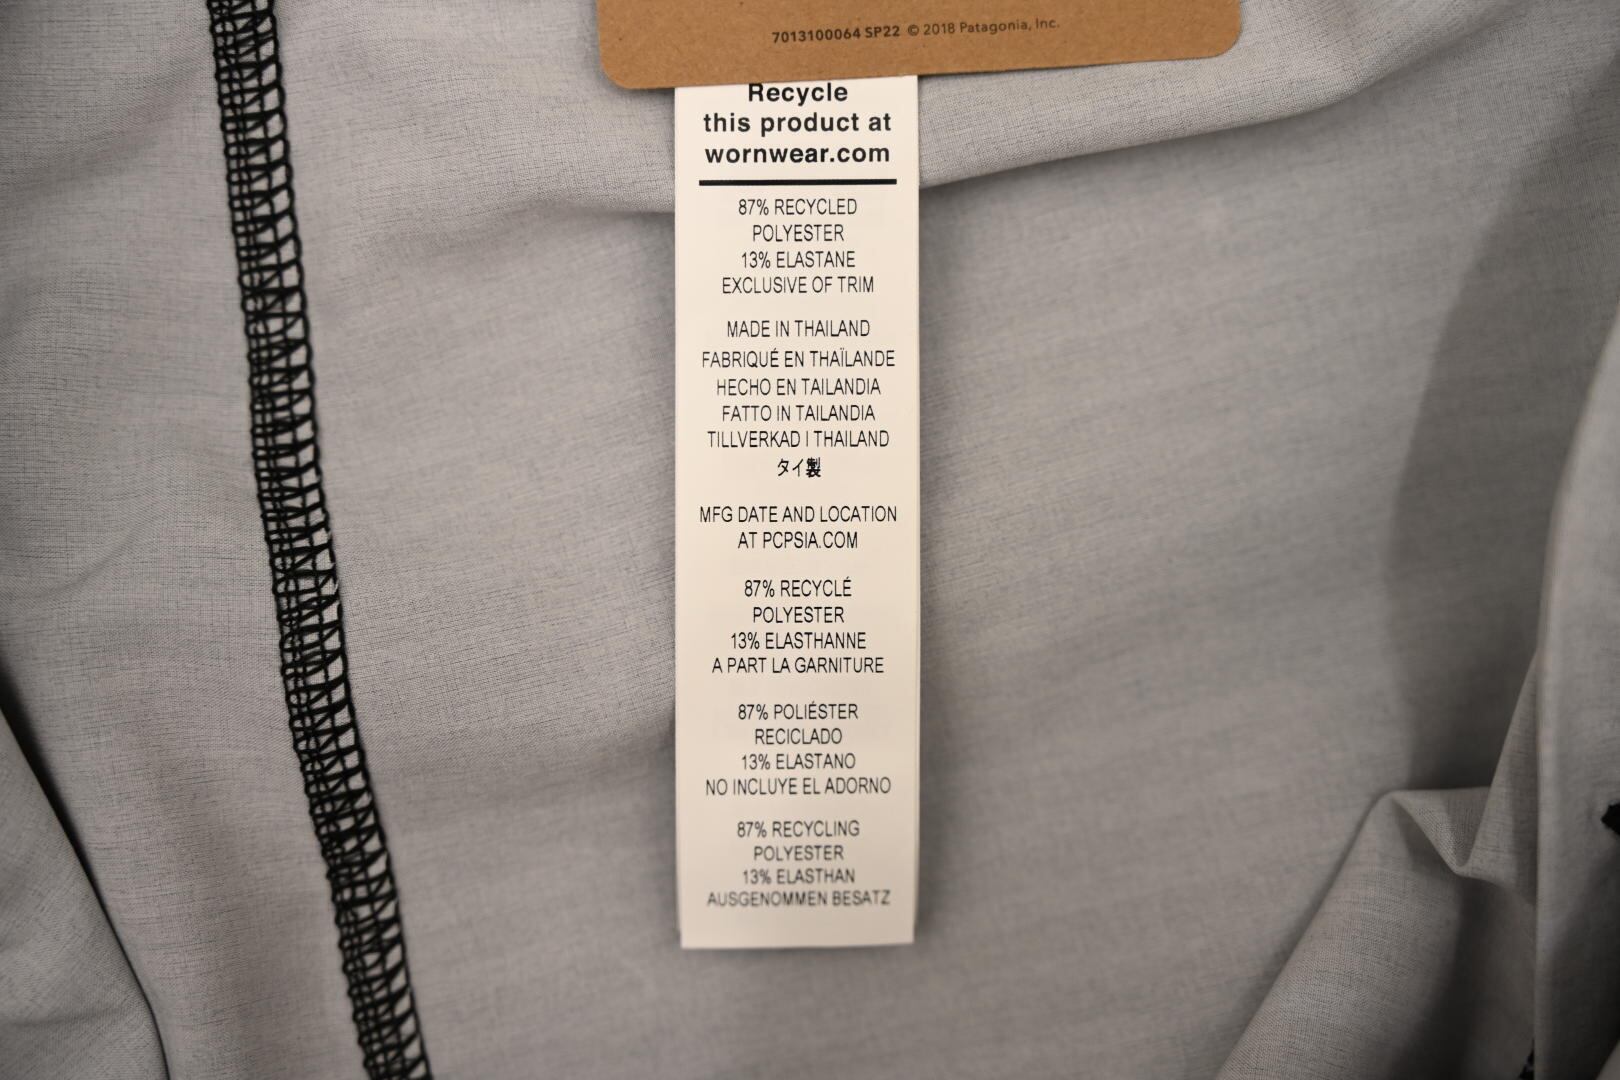 7013100064 SP22 © 2018 Patagonia, Inc.
Recycle
this product at
wornwear.com
87% RECYCLED
POLYESTER
13% ELASTANE
EXCLUSIVE OF TRIM
MADE IN THAILAND
FABRIQUÉ EN THAÏLANDE
HECHO EN TAILANDIA
FATTO IN TAILANDIA
TILLVERKAD I THAILAND
タイ製
MFG DATE AND LOCATION
AT PCPSIA.COM
87% RECYCLÉ
POLYESTER
13% ELASTHANNE
A PART LA GARNITURE
87% POLIÉSTER
RECICLADO
13% ELASTANO
NO INCLUYE EL ADORNO
87% RECYCLING
POLYESTER
13% ELASTHAN
AUSGENOMMEN BESATZ